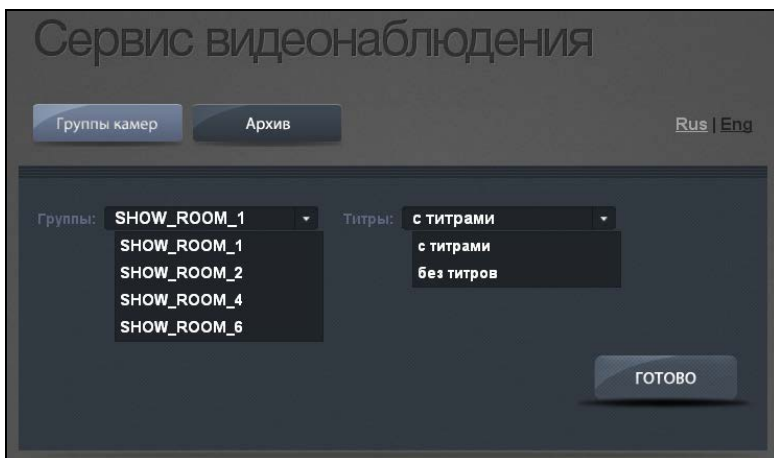 Сервис видеонаблюдения
Группы камер Архив Rus | Eng
Группы: SHOW_ROOM_1 Титры: с титрами
SHOW_ROOM_1 с титрами
SHOW_ROOM_2 без титров
SHOW_ROOM_4
SHOW_ROOM_6
ГОТОВО